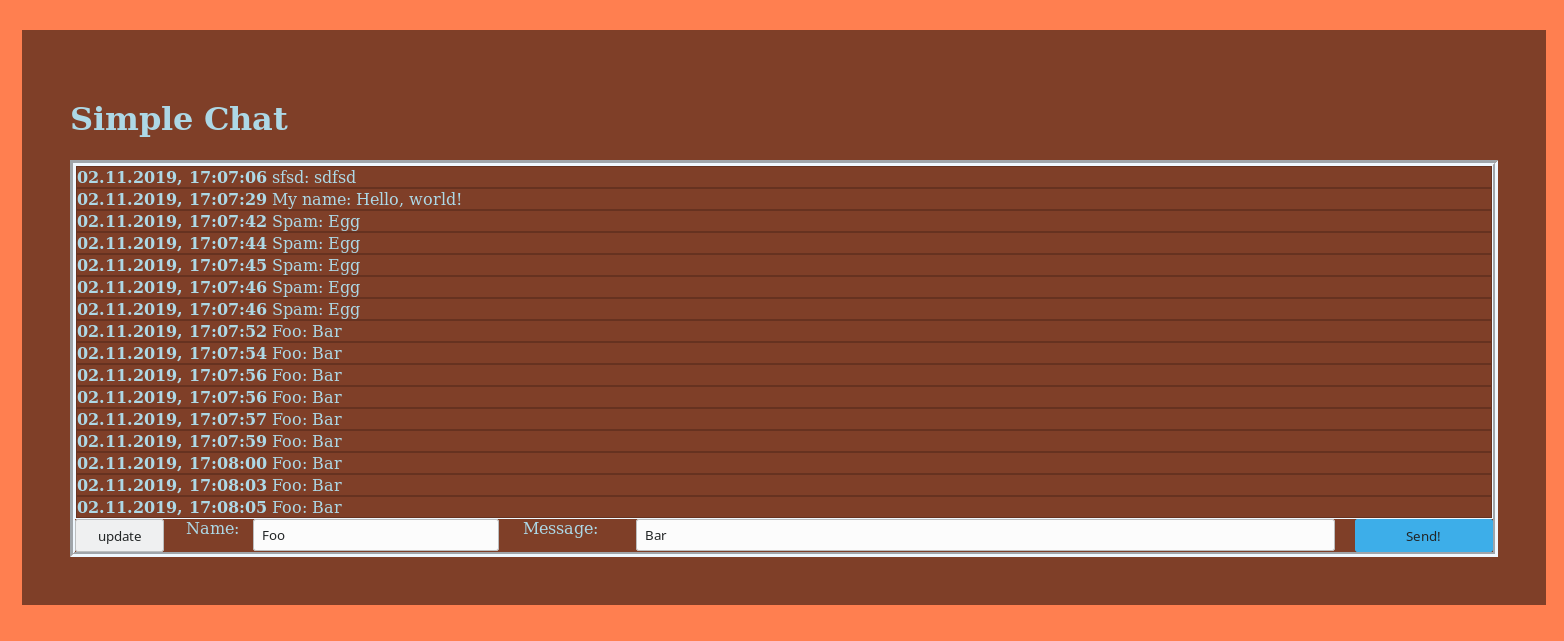 Simple Chat
02.11.2019, 17:07:06 sfsd: sdfsd
02.11.2019, 17:07:29 My name: Hello, world!
02.11.2019, 17:07:42 Spam: Egg
02.11.2019, 17:07:44 Spam: Egg
02.11.2019, 17:07:45 Spam: Egg
02.11.2019, 17:07:46 Spam: Egg
02.11.2019, 17:07:46 Spam: Egg
02.11.2019, 17:07:52 Foo: Bar
02.11.2019, 17:07:54 Foo: Bar
02.11.2019, 17:07:56 Foo: Bar
02.11.2019, 17:07:56 Foo: Bar
02.11.2019, 17:07:57 Foo: Bar
02.11.2019, 17:07:59 Foo: Bar
02.11.2019, 17:08:00 Foo: Bar
02.11.2019, 17:08:03 Foo: Bar
02.11.2019, 17:08:05 Foo: Bar
update Name: Foo Message: Bar Send!